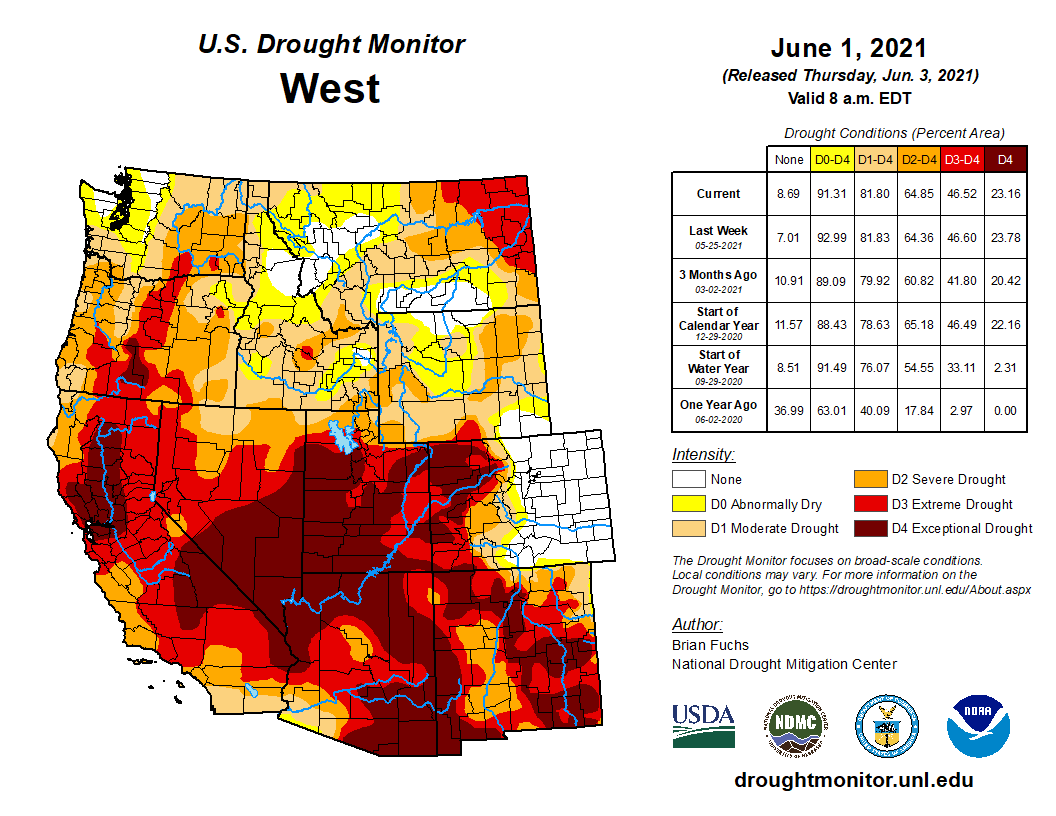 U.S. Drought Monitor
West
June 1, 2021
(Released Thursday, Jun. 3, 2021)
Valid 8 a.m. EDT
Drought Conditions (Percent Area)
None D0-D4 D1-D4 D2-D4 D3-D4 D4
Current 8.69 91.31 81.80 64.85 46.52 23.16
Last Week
05-25-2021 7.01 92.99 81.83 64.36 46.60 23.78
3 Months Ago
03-02-2021 10.91 89.09 79.92 60.82 41.80 20.42
Start of
Calendar Year
12-29-2020 11.57 88.43 78.63 65.18 46.49 22.16
Start of
Water Year
09-29-2020 8.51 91.49 76.07 54.55 33.11 2.31
One Year Ago
06-02-2020 36.99 63.01 40.09 17.84 2.97 0.00
Intensity:
None
D0 Abnormally Dry
D1 Moderate Drought
D2 Severe Drought
D3 Extreme Drought
D4 Exceptional Drought
The Drought Monitor focuses on broad-scale conditions.
Local conditions may vary. For more information on the
Drought Monitor, go to https://droughtmonitor.unl.edu/About.aspx
Author:
Brian Fuchs
National Drought Mitigation Center
USDA
NDMC
NOAA
droughtmonitor.unl.edu